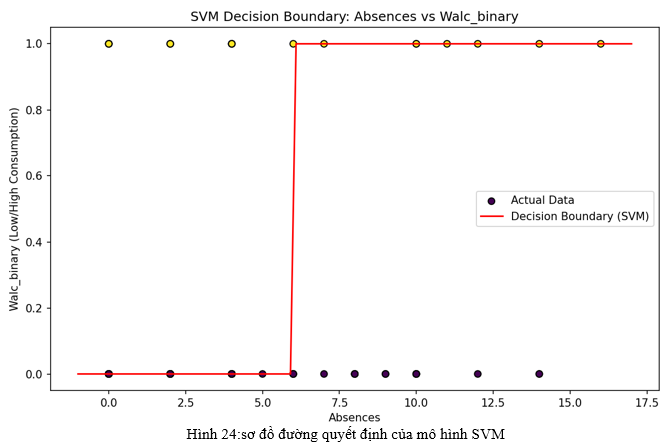 SVM Decision Boundary: Absences vs Walc_binary
1.0
0.8
0.6
0.4
0.2
0.0
Walc_binary (Low/High Consumption)
Actual Data
Decision Boundary (SVM)
0.0 2.5 5.0 7.5 10.0 12.5 15.0 17.5
Absences
Hình 24:sơ đồ đường quyết định của mô hình SVM